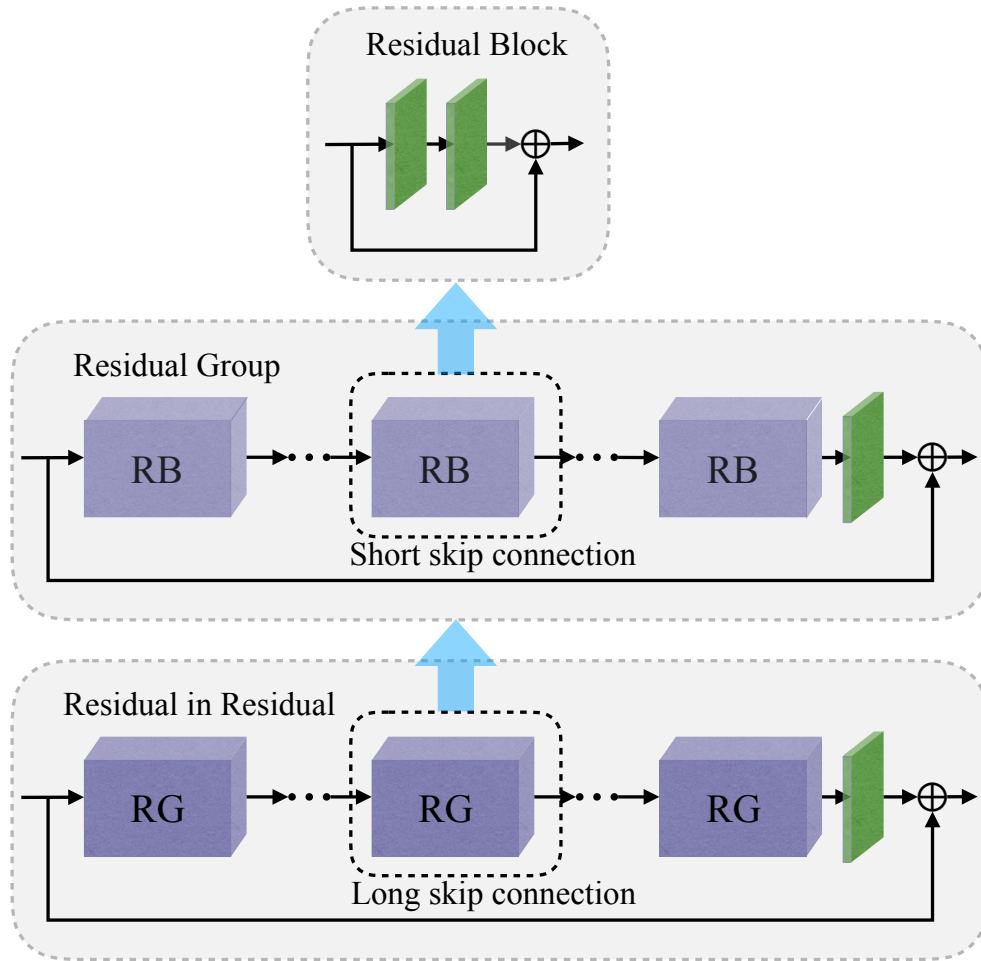 Residual Block
Residual Group
RB
RB
RB
Short skip connection
Residual in Residual
RG
RG
RG
Long skip connection